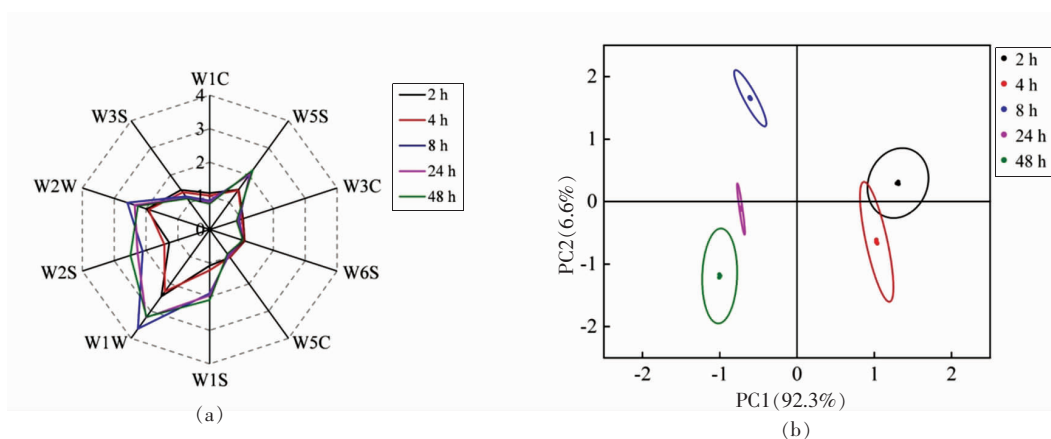 W1C
W5S
W3C
W6S
W5C
W1S
W1W
W2S
W2W
W3S
4
3
2
1
0
2 h
4 h
8 h
24 h
48 h
(a)
PC2(6.6%)
2
1
0
-1
-2
-2 -1 0 1 2
PC1(92.3%)
2 h
4 h
8 h
24 h
48 h
(b)